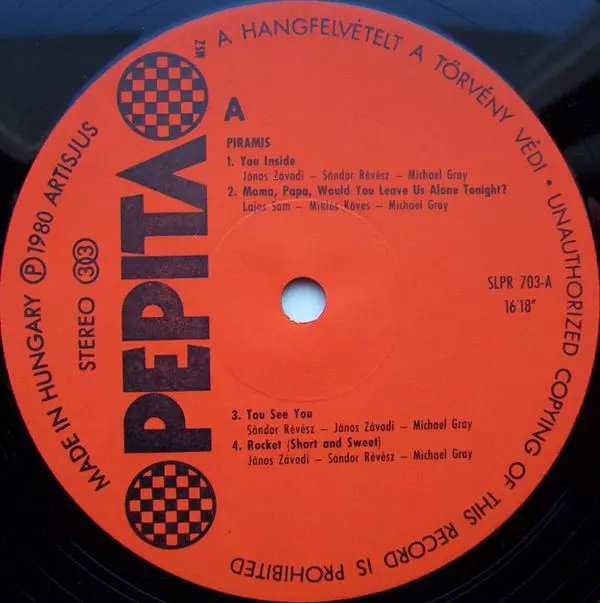 MADE IN HUNGARY Ⓟ 1980 ARTISJUS
STEREO 33
PEPITA
MSZ
A HANGFELVÉTELT A TÖRVÉNY VÉDI • UNAUTHORIZED COPYING OF THIS RECORD IS PROHIBITED
A
PIRAMIS
1. You Inside
János Závodi – Sándor Révész – Michael Gray
2. Mama, Papa, Would You Leave Us Alone Tonight?
Lajos Som – Miklós Köves – Michael Gray
SLPR 703-A
16'18"
3. Tou See You
Sándor Révész – János Závodi – Michael Gray
4. Rocket (Short and Sweet)
János Závodi – Sándor Révész – Michael Gray